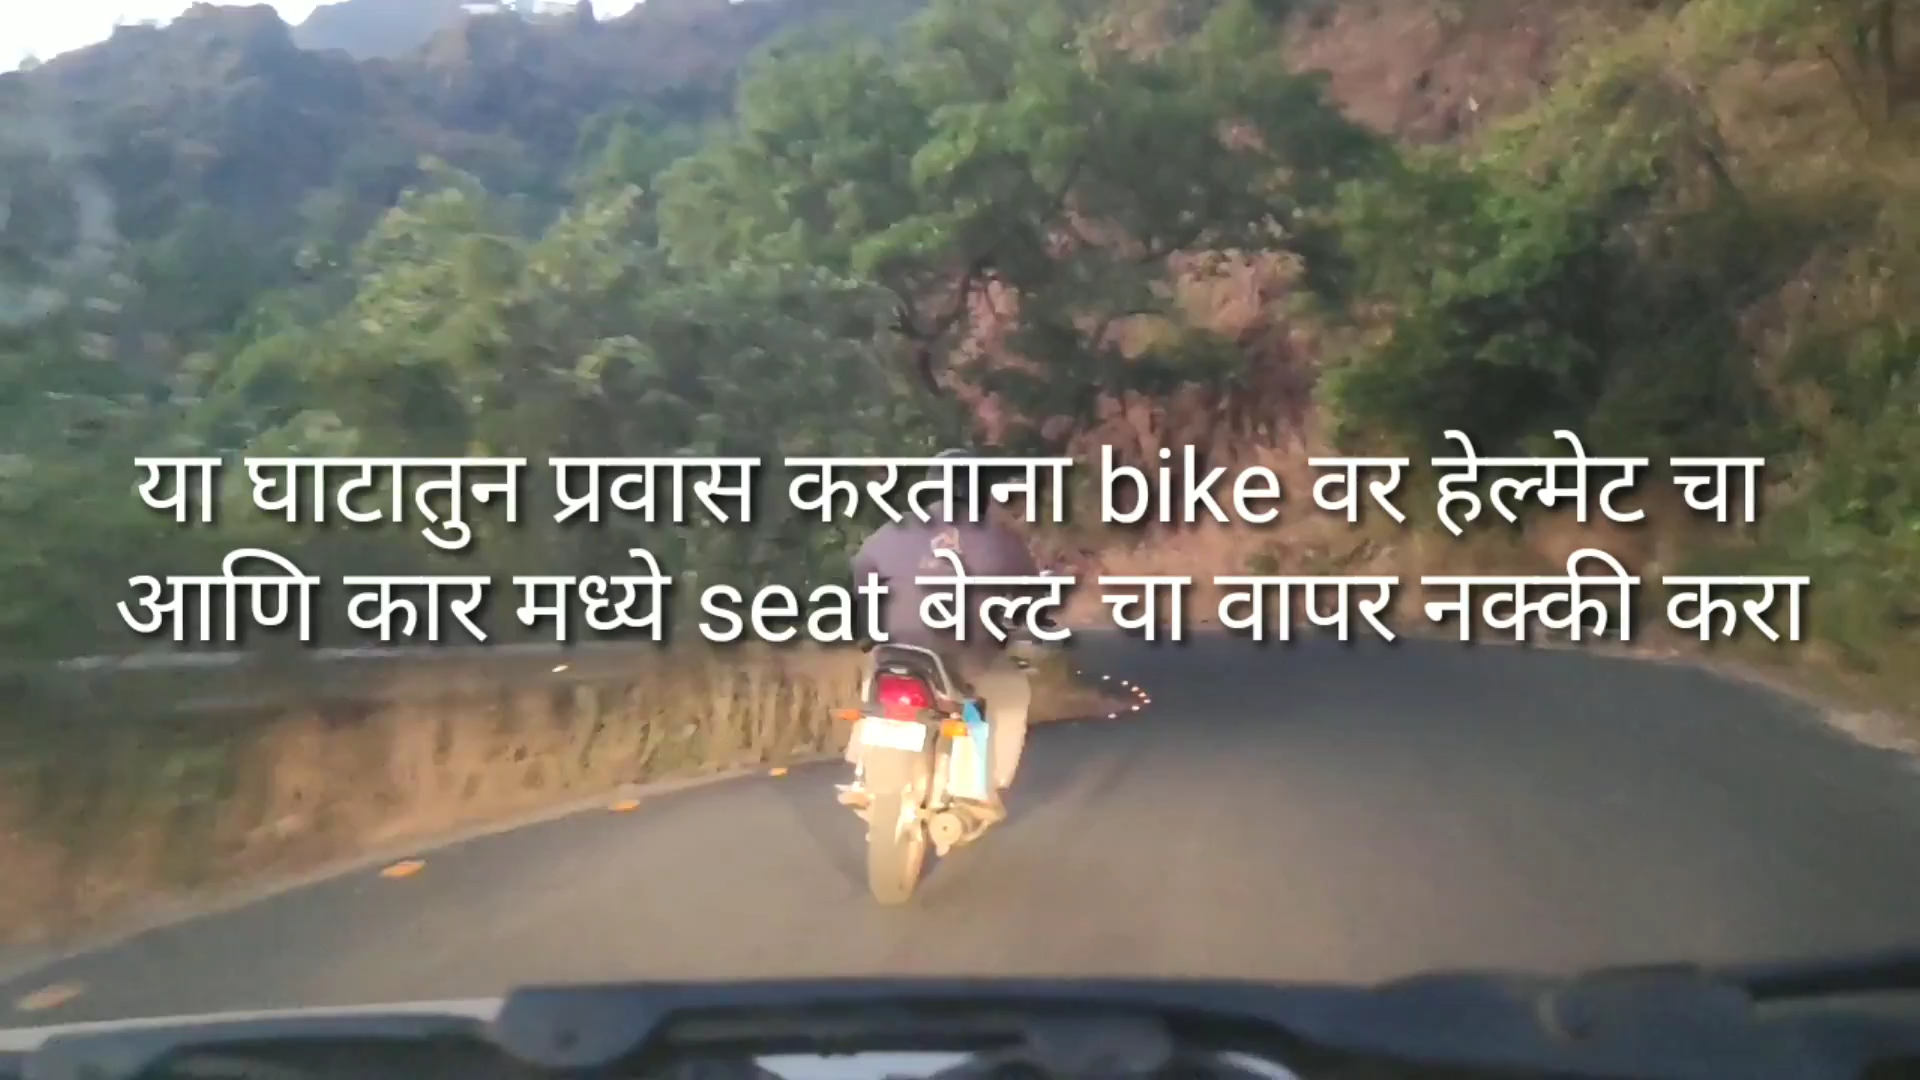 या घाटातुन प्रवास करताना bike वर हेल्मेट चा
आणि कार मध्ये seat बेल्ट चा वापर नक्की करा